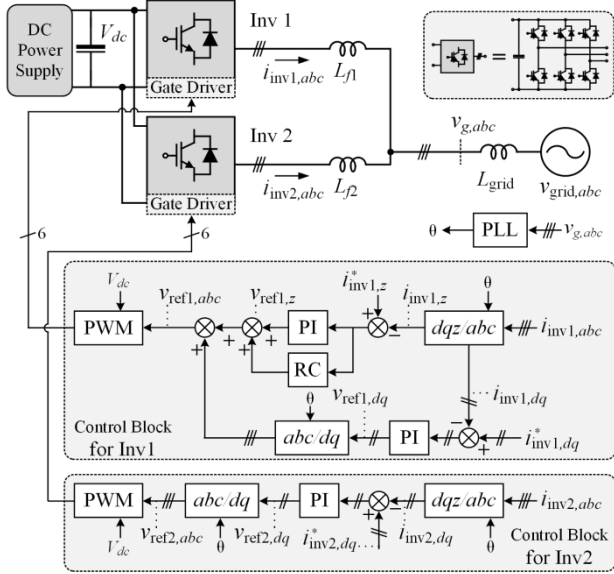 DC
Power
Supply
V_dc
Inv 1
Gate Driver
i_inv1,abc
L_f1
=
Inv 2
Gate Driver
i_inv2,abc
L_f2
v_g,abc
L_grid
v_grid,abc
θ
PLL
v_g,abc
6
6
V_dc
PWM
v_ref1,abc
v_ref1,z
+
+
+
+
PI
RC
i*_inv1,z
+
−
i_inv1,z
θ
dqz/abc
i_inv1,abc
i_inv1,dq
θ
abc/dq
v_ref1,dq
PI
−
+
i*_inv1,dq
Control Block
for Inv1
PWM
V_dc
v_ref2,abc
abc/dq
θ
v_ref2,dq
PI
i*_inv2,dq
+
−
i_inv2,dq
dqz/abc
θ
i_inv2,abc
Control Block
for Inv2